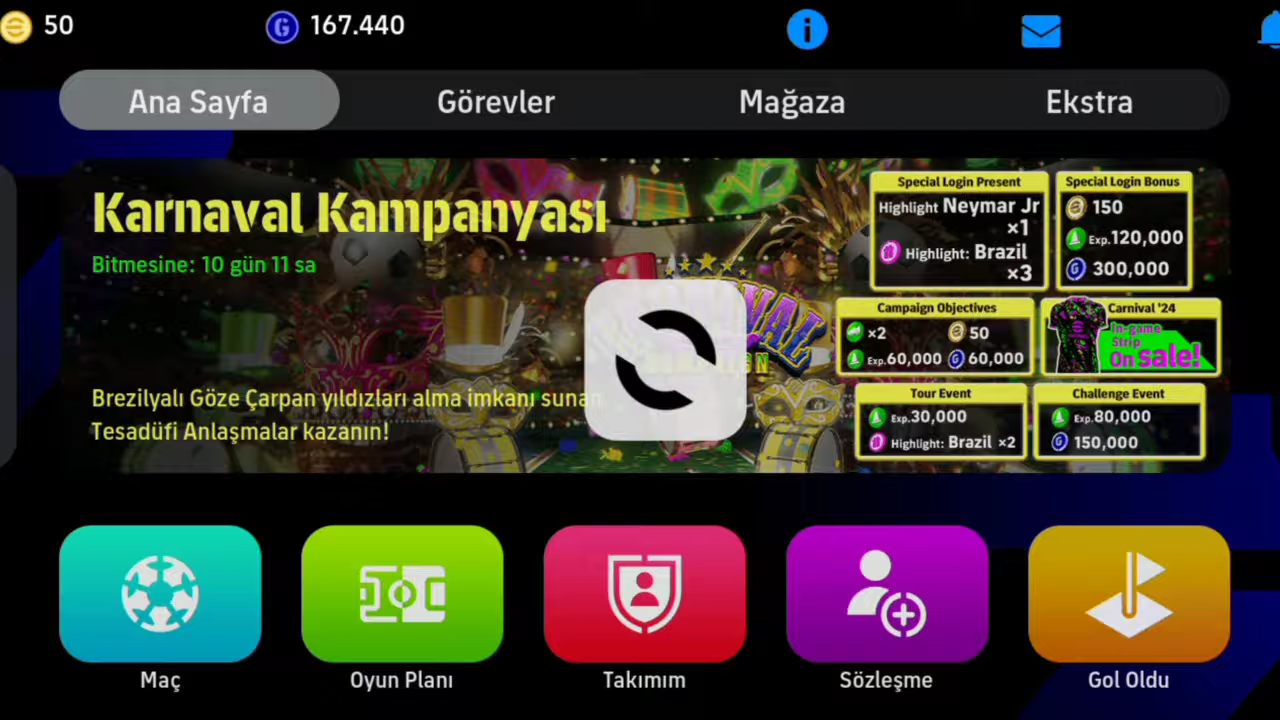 50
167.440
Ana Sayfa
Görevler
Mağaza
Ekstra
Karnaval Kampanyası
Bitmesine: 10 gün 11 sa
Brezilyalı Göze Çarpan yıldızları alma imkanı sunan
Tesadüfi Anlaşmalar kazanın!
Special Login Present
Highlight Neymar Jr
×1
Highlight: Brazil
×3
Special Login Bonus
150
Exp.120,000
300,000
Campaign Objectives
×2
50
Exp.60,000
60,000
Carnival '24
In-game
Strip
On sale!
Tour Event
Exp.30,000
Highlight: Brazil ×2
Challenge Event
Exp.80,000
150,000
Maç
Oyun Planı
Takımım
Sözleşme
Gol Oldu